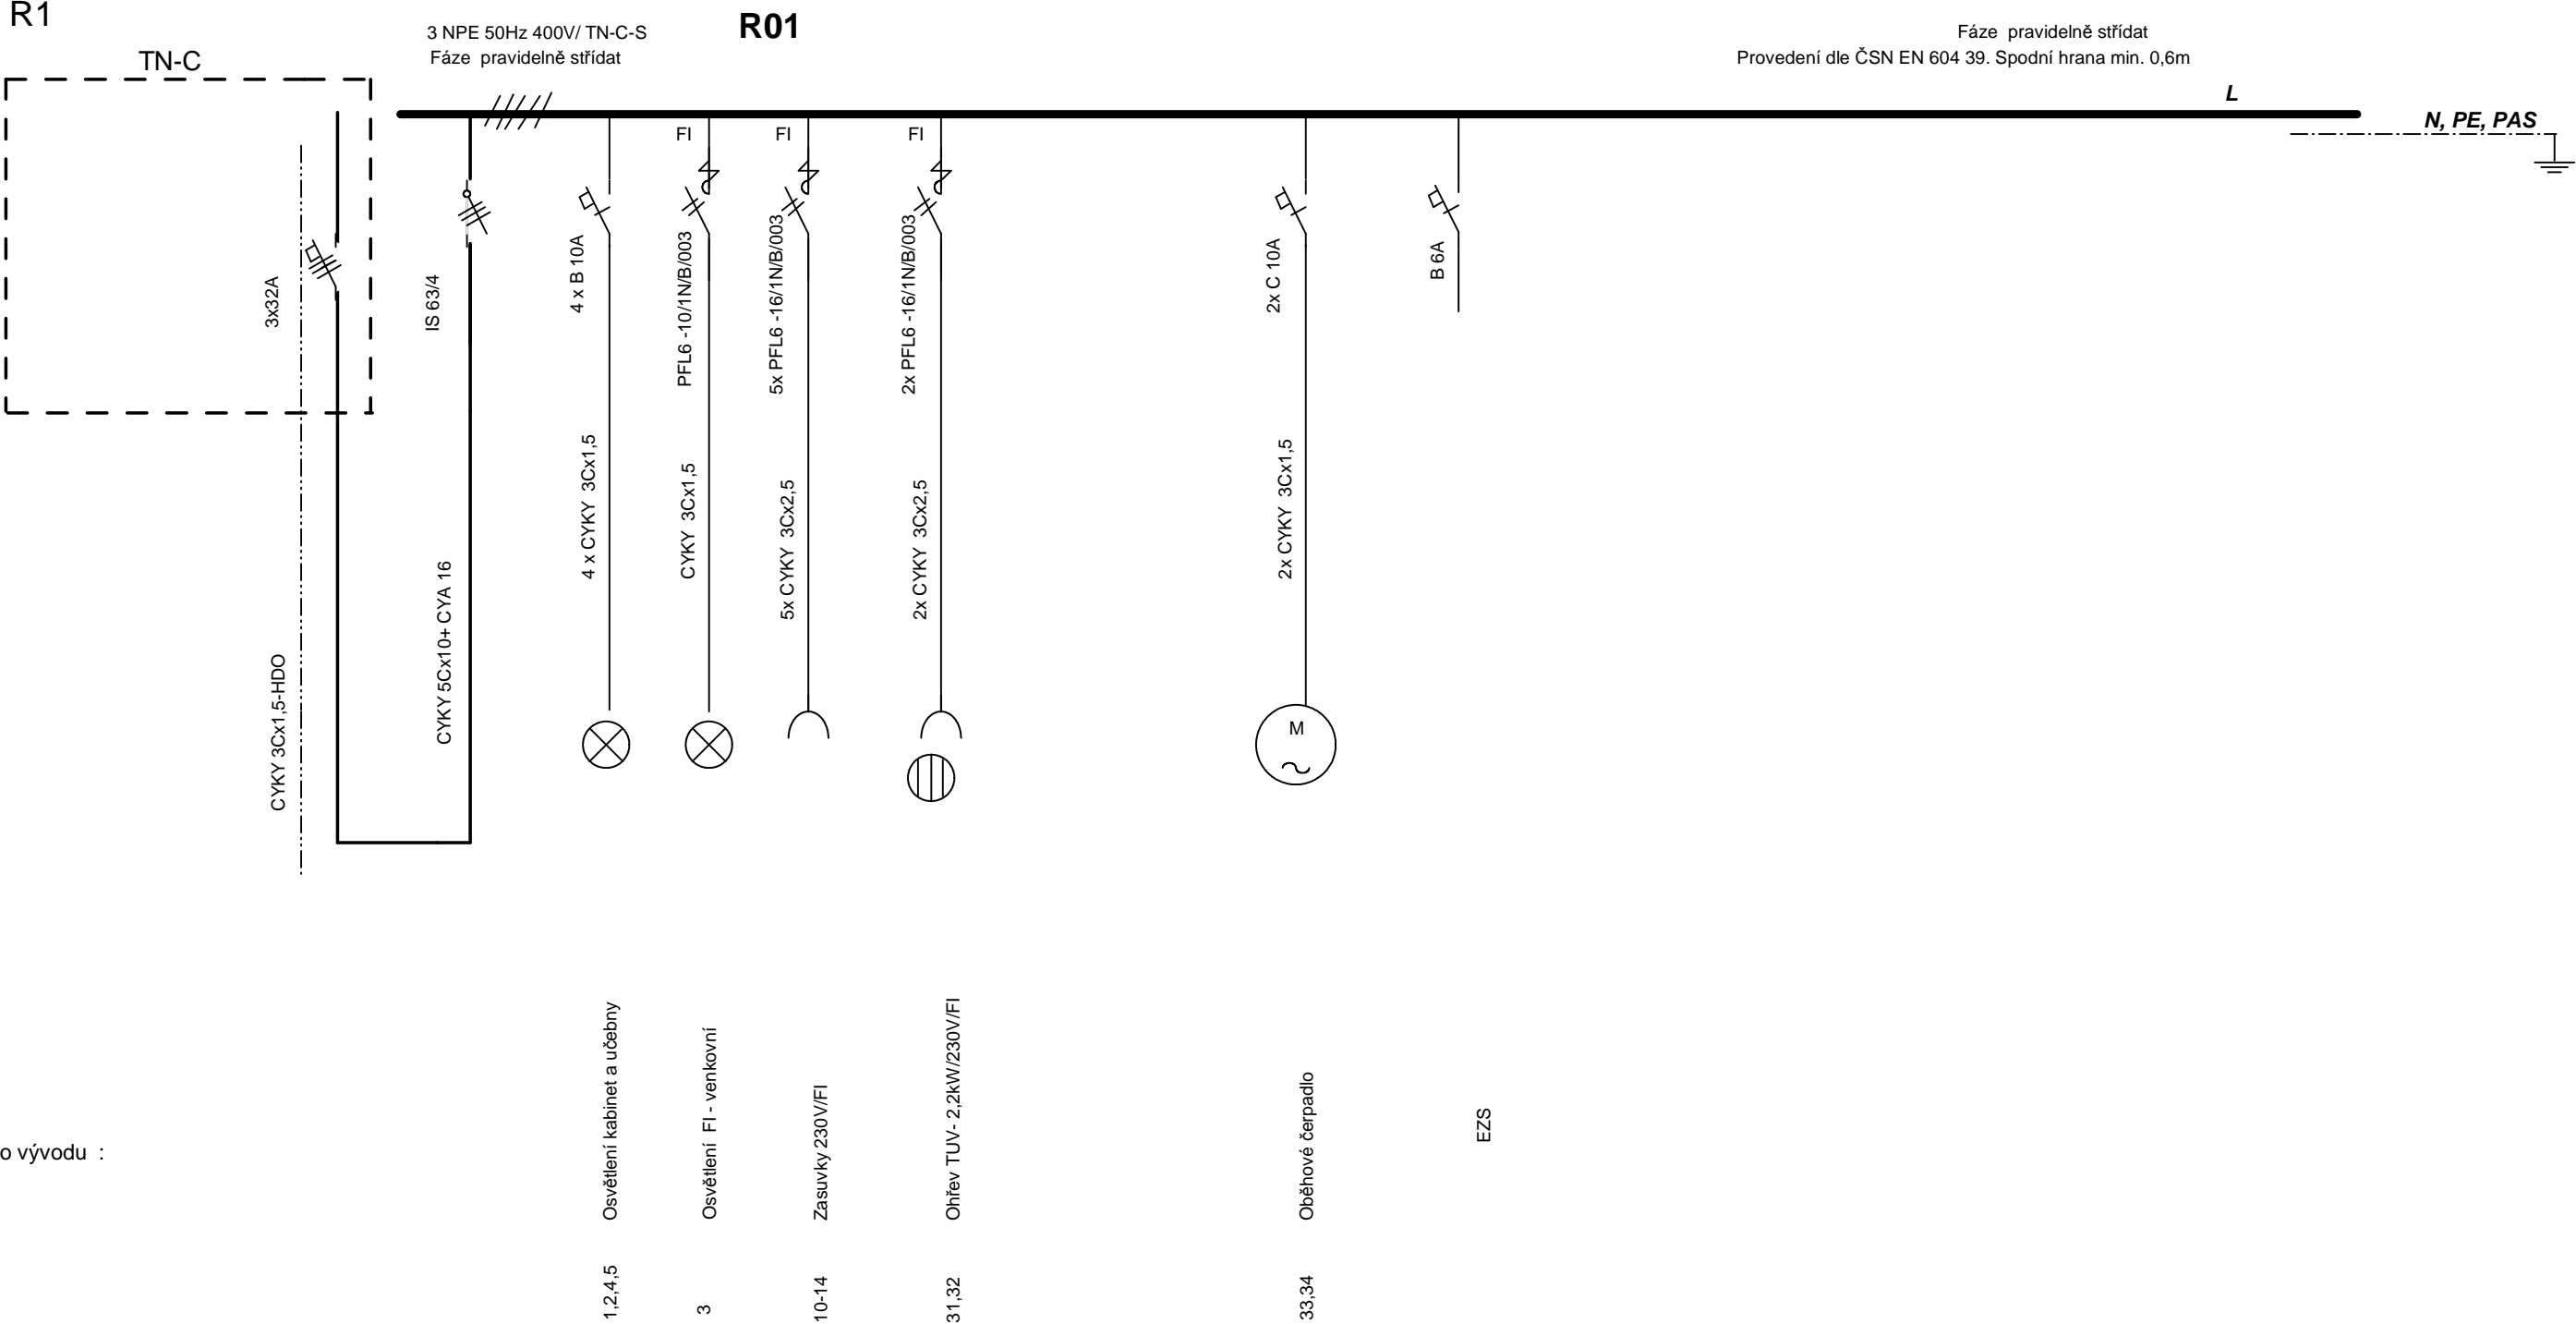 R1
TN-C
3 NPE 50Hz 400V/ TN-C-S
Fáze pravidelně střídat
R01
Fáze pravidelně střídat
Provedení dle ČSN EN 604 39. Spodní hrana min. 0,6m
L
N, PE, PAS
FI
FI
FI
3x32A
IS 63/4
4 x B 10A
PFL6 -10/1N/B/003
5x PFL6 -16/1N/B/003
2x PFL6 -16/1N/B/003
2x C 10A
B 6A
CYKY 3Cx1,5-HDO
CYKY 5Cx10+ CYA 16
4 x CYKY 3Cx1,5
CYKY 3Cx1,5
5x CYKY 3Cx2,5
2x CYKY 3Cx2,5
2x CYKY 3Cx1,5
M
o vývodu :
Osvětlení kabinet a učebny
Osvětlení FI - venkovní
Zasuvky 230V/FI
Ohřev TUV- 2,2kW/230V/FI
Oběhové čerpadlo
EZS
1,2,4,5
3
10-14
31,32
33,34